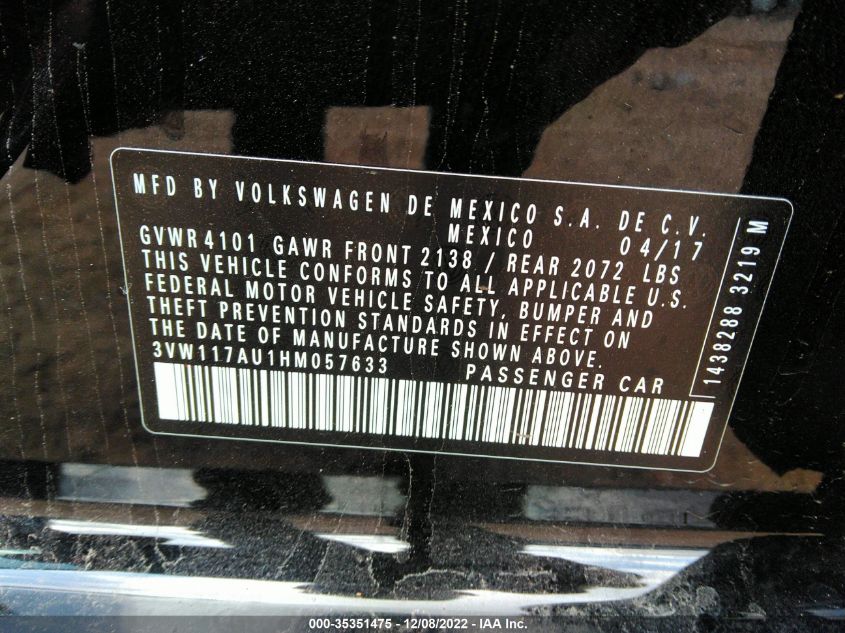 MFD BY VOLKSWAGEN DE MEXICO S.A. DE C.V.
MEXICO 04/17
GVWR 4101 GAWR FRONT 2138 / REAR 2072 LBS
THIS VEHICLE CONFORMS TO ALL APPLICABLE U.S.
FEDERAL MOTOR VEHICLE SAFETY, BUMPER AND
THEFT PREVENTION STANDARDS IN EFFECT ON
THE DATE OF MANUFACTURE SHOWN ABOVE.
3VW117AU1HM057633 PASSENGER CAR
1438288 3219 M
000-35351475 - 12/08/2022 - IAA Inc.